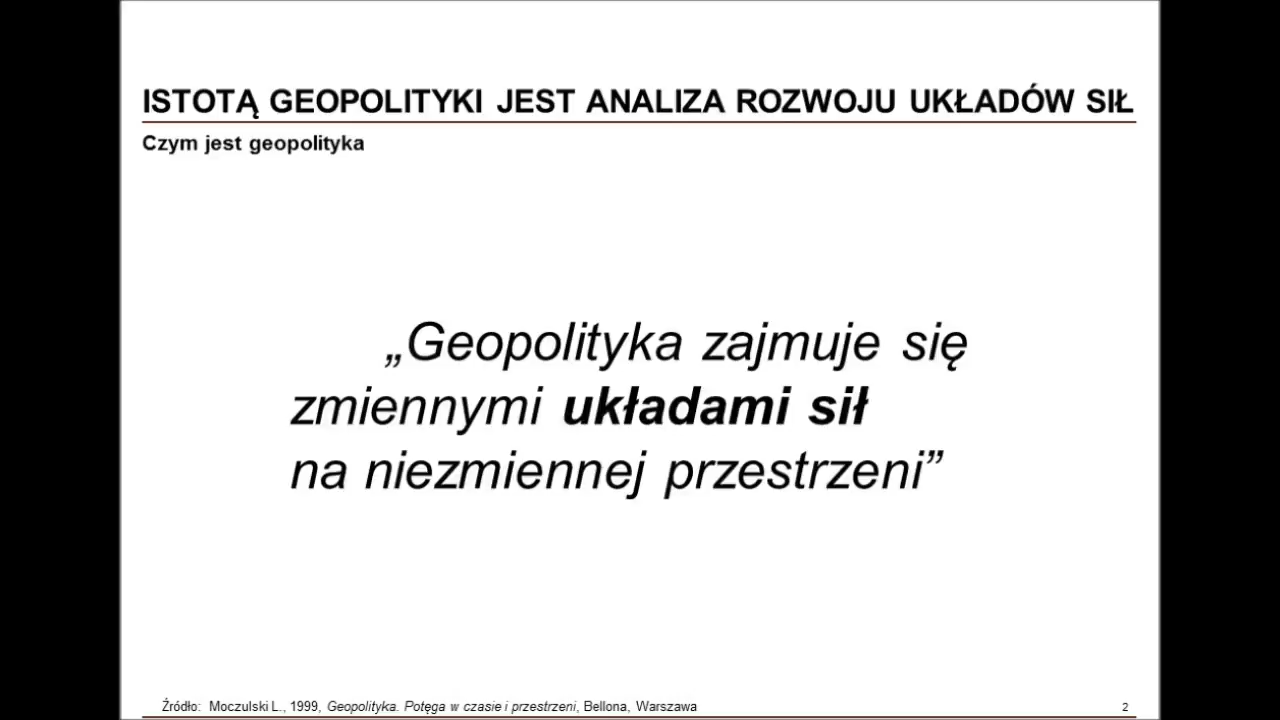 ISTOTĄ GEOPOLITYKI JEST ANALIZA ROZWOJU UKŁADÓW SIŁ
Czym jest geopolityka
„Geopolityka zajmuje się
zmiennymi układami sił
na niezmiennej przestrzeni”
Źródło: Moczulski L., 1999, Geopolityka. Potęga w czasie i przestrzeni, Bellona, Warszawa
2